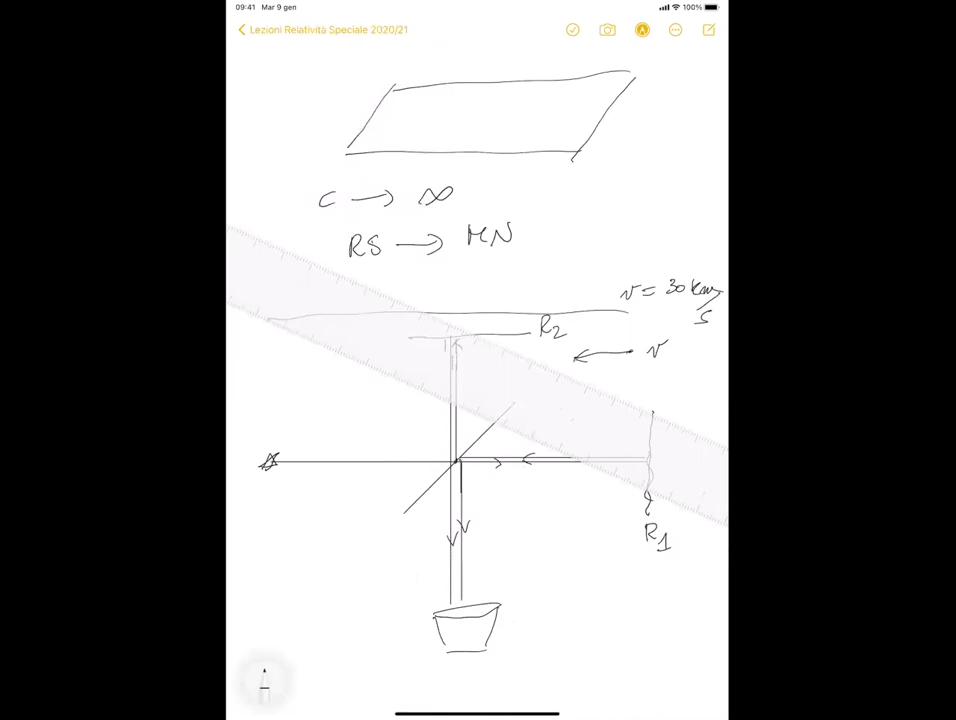 09:41 Mar 9 gen
100%
Lezioni Relatività Speciale 2020/21
C → ∞
RS → MN
v = 30 km/s
R2
← v
R1